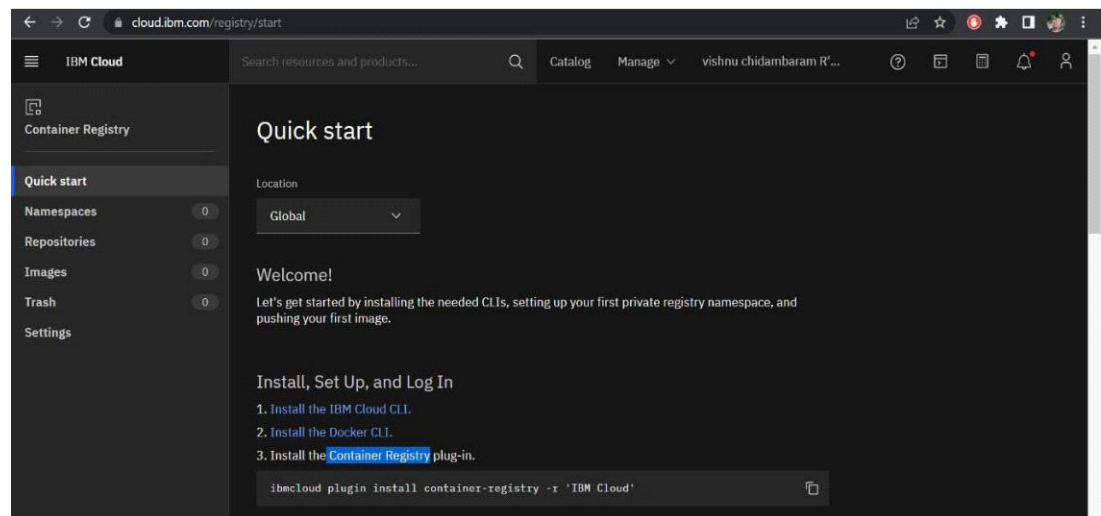 cloud.ibm.com/registry/start
IBM Cloud
Search resources and products...
Catalog
Manage
vishnu chidambaram R'...
Container Registry
Quick start
Namespaces 0
Repositories 0
Images 0
Trash 0
Settings
Quick start
Location
Global
Welcome!
Let's get started by installing the needed CLIs, setting up your first private registry namespace, and
pushing your first image.
Install, Set Up, and Log In
1. Install the IBM Cloud CLI.
2. Install the Docker CLI.
3. Install the Container Registry plug-in.
ibmcloud plugin install container-registry -r 'IBM Cloud'